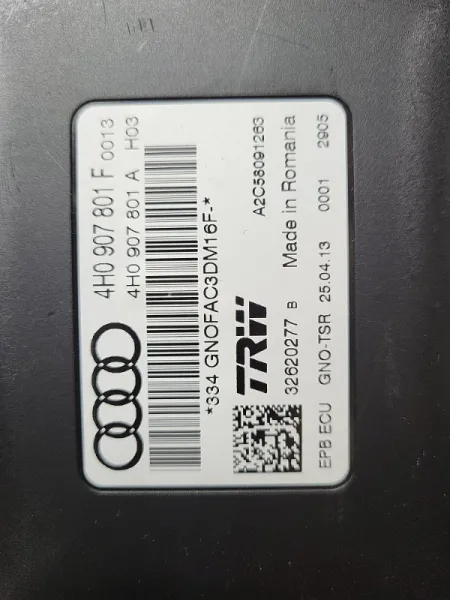 4H0 907 801 F 0013
4H0 907 801 A H03
*334 GNOFAC3DM16F-*
TRW A2C58091263
32620277 B Made in Romania
EPB ECU GNO-TSR 25.04.13 0001 2905